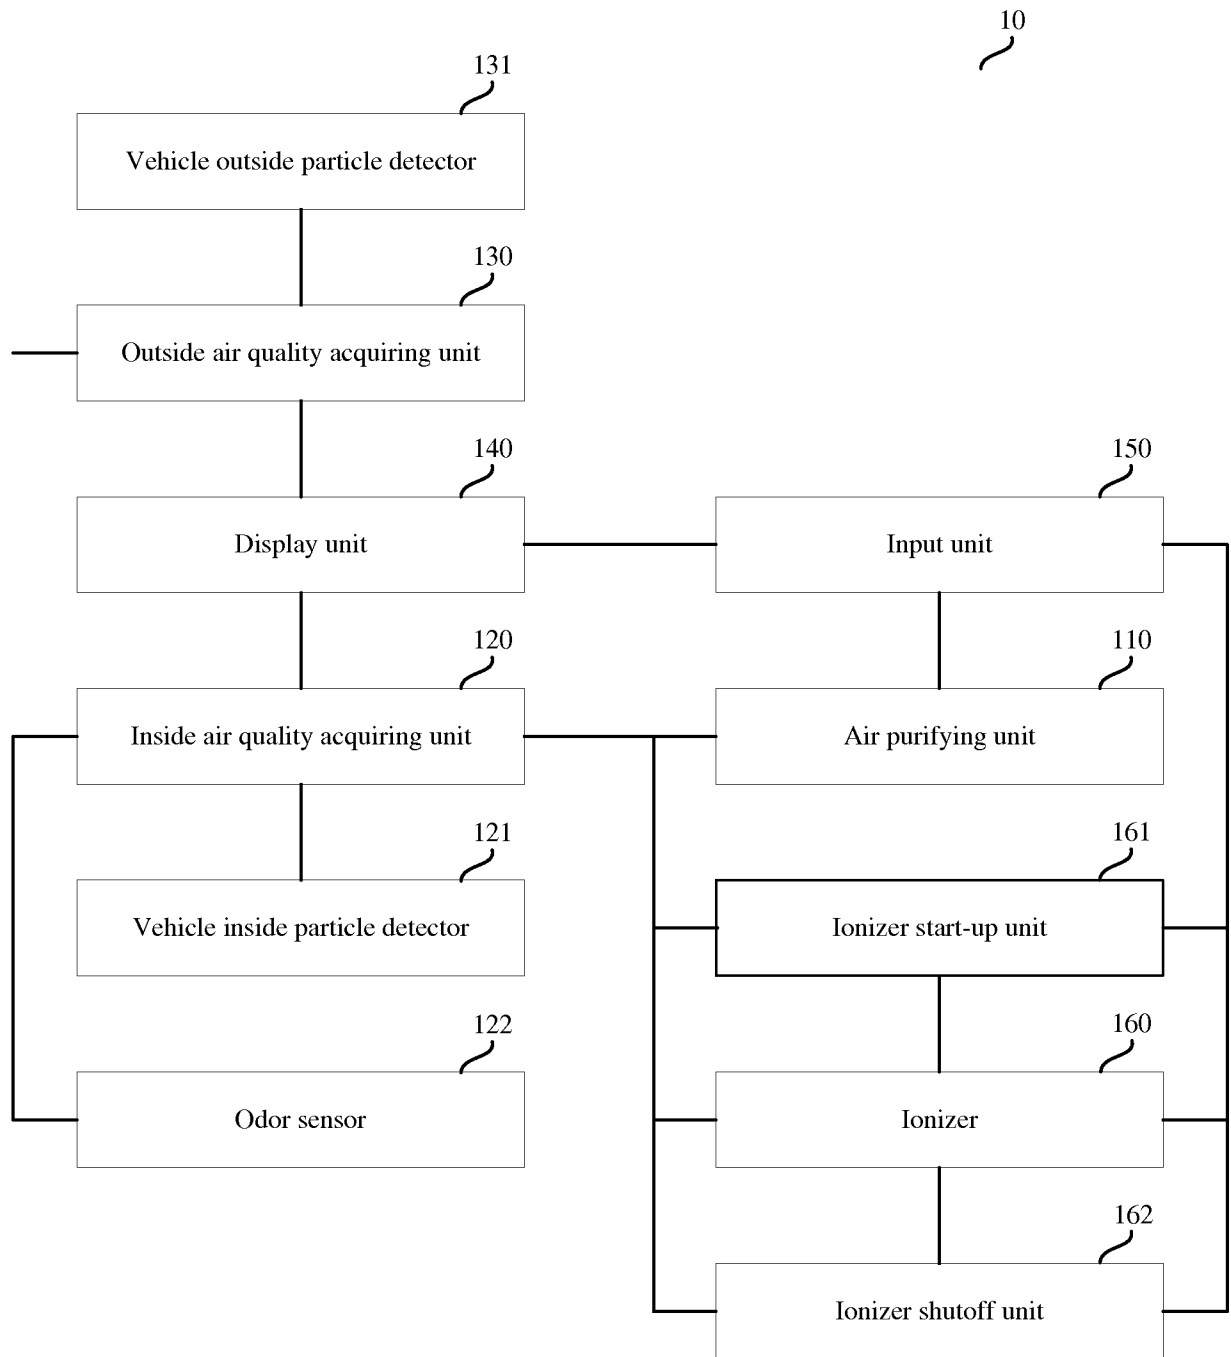 10
131
Vehicle outside particle detector
130
Outside air quality acquiring unit
140
Display unit
150
Input unit
120
Inside air quality acquiring unit
110
Air purifying unit
121
Vehicle inside particle detector
161
Ionizer start-up unit
122
Odor sensor
160
Ionizer
162
Ionizer shutoff unit